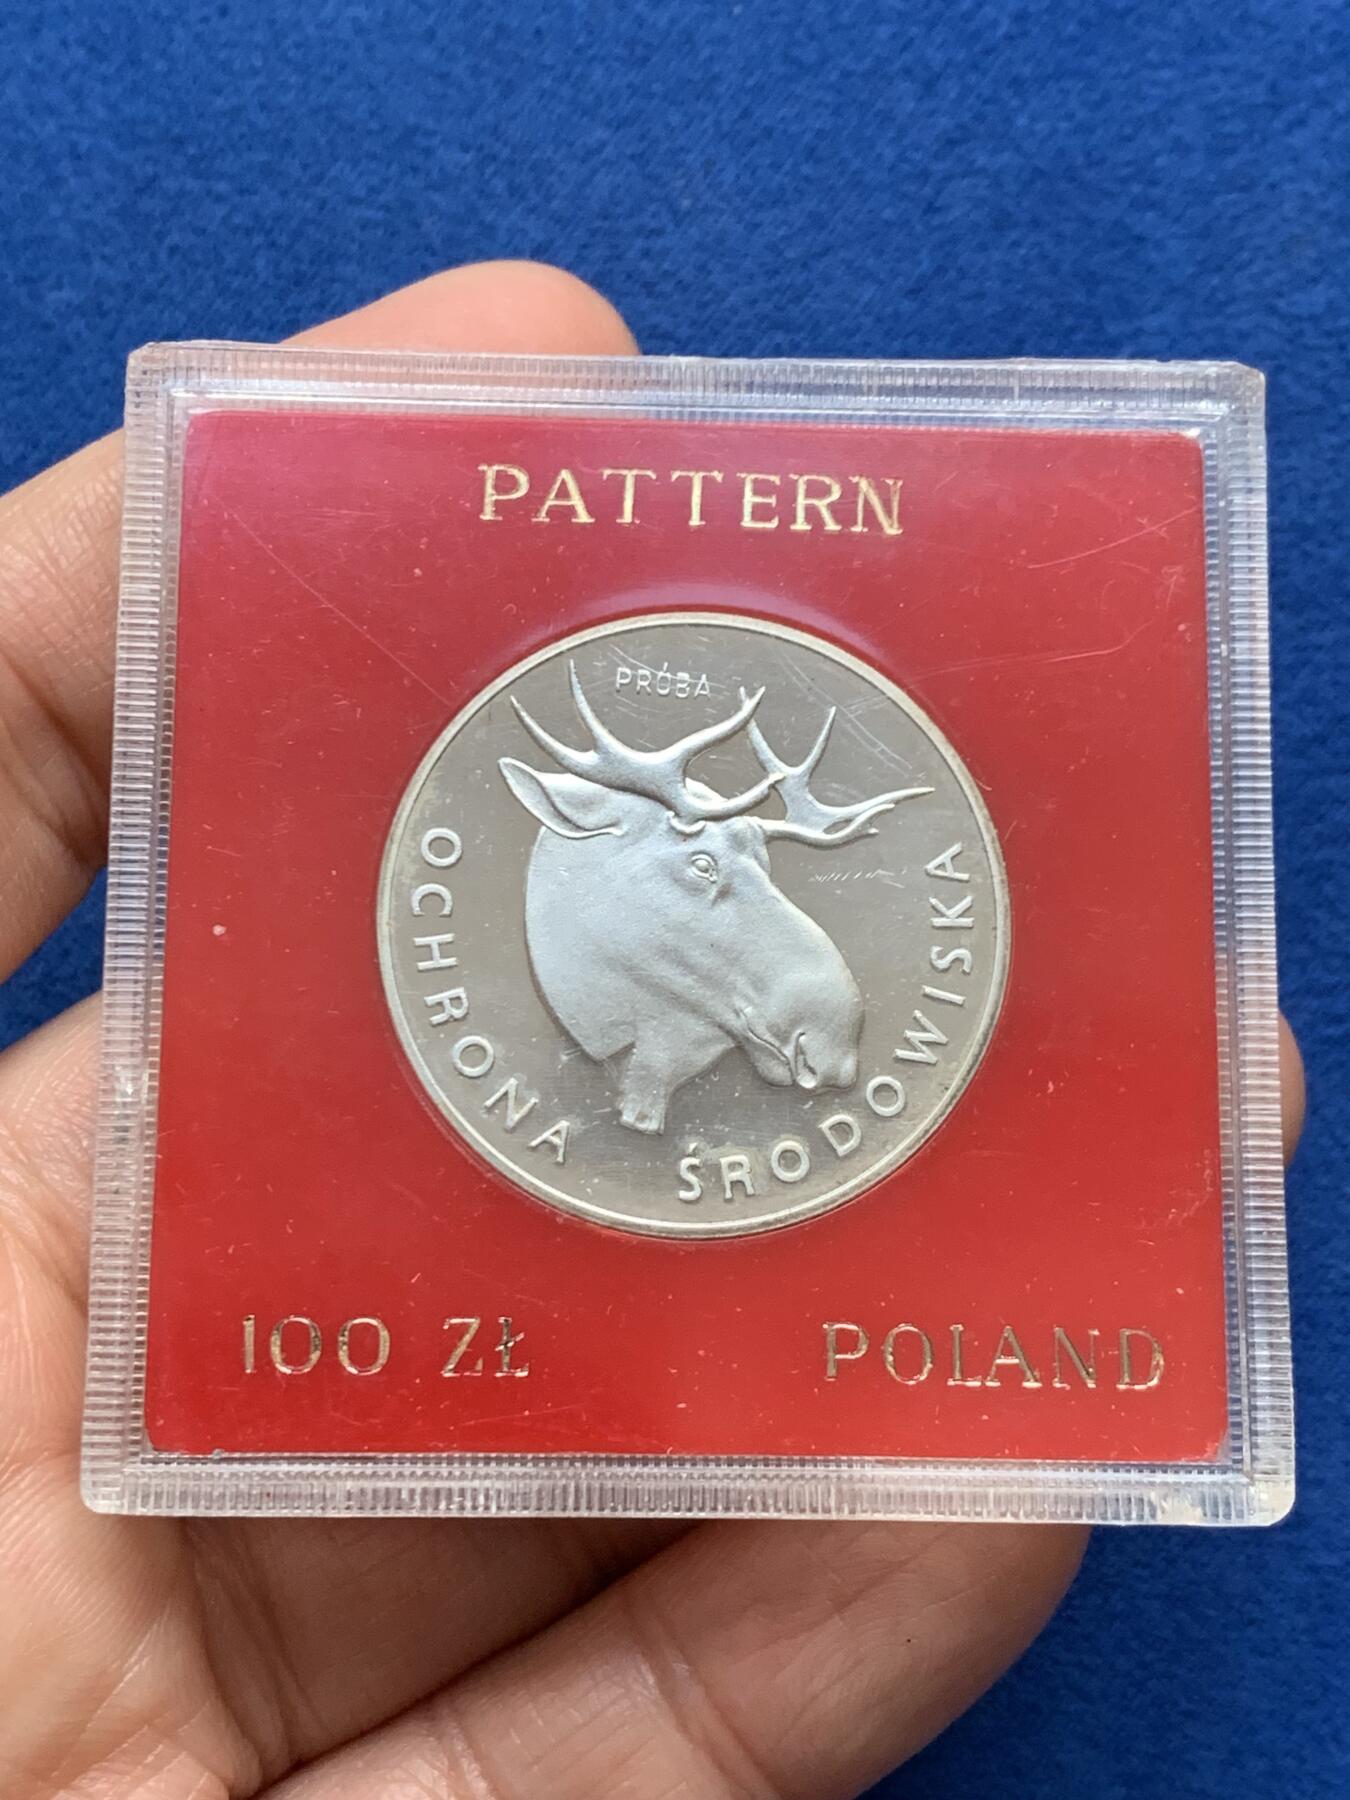 PATTERN
PRÓBA
OCHRONA ŚRODOWISKA
100 ZŁ
POLAND